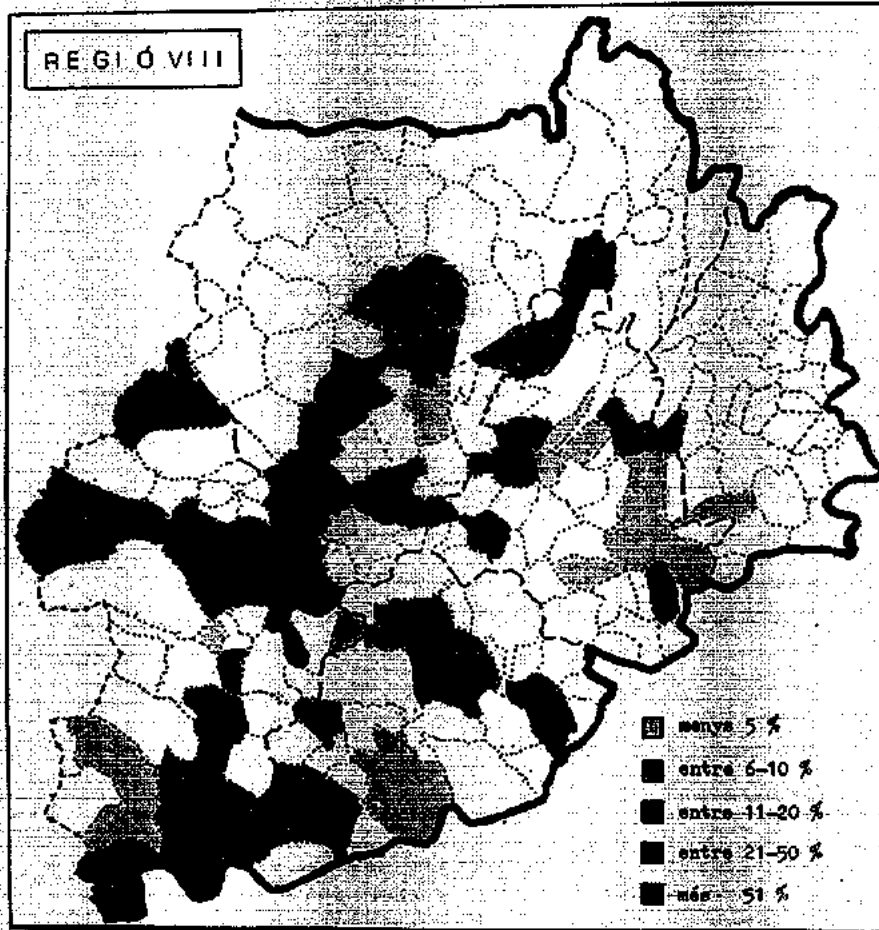 REGIÓ VIII
menys 5 %
entre 6-10 %
entre 11-20 %
entre 21-50 %
més 51 %